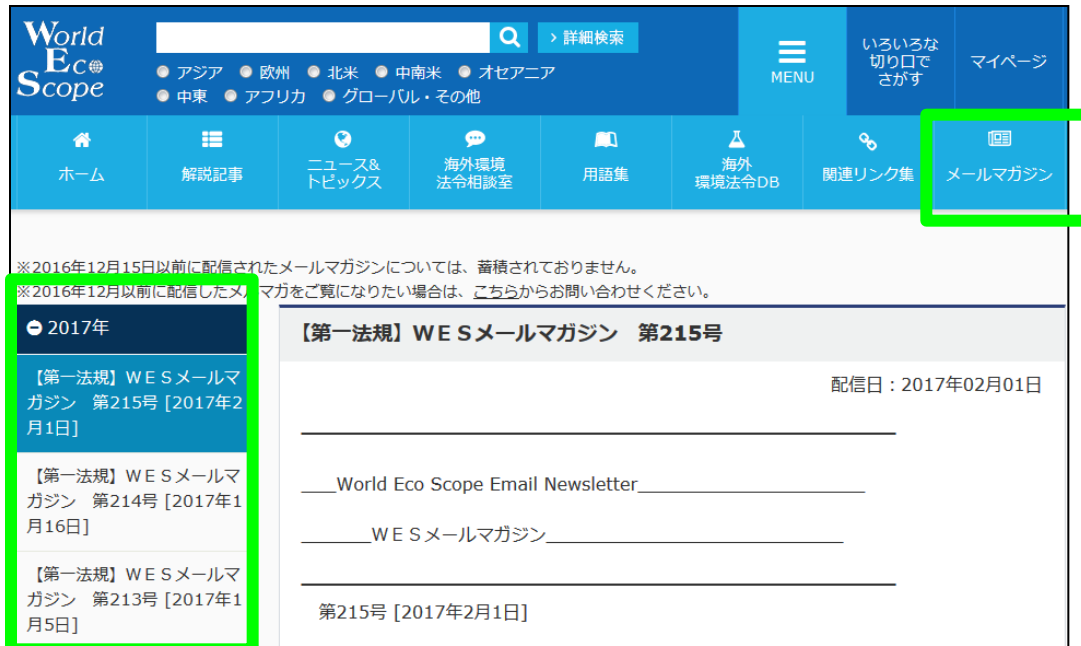 World
Eco
Scope
詳細検索
アジア 欧州 北米 中南米 オセアニア
中東 アフリカ グローバル・その他
MENU
いろいろな
切り口で
さがす
マイページ
ホーム
解説記事
ニュース&
トピックス
海外環境
法令相談室
用語集
海外
環境法令DB
関連リンク集
メールマガジン
※2016年12月15日以前に配信されたメールマガジンについては、蓄積されておりません。
※2016年12月以前に配信したメルマガをご覧になりたい場合は、こちらからお問い合わせください。
2017年
【第一法規】ＷＥＳメールマ
ガジン　第215号 [2017年2
月1日]
【第一法規】ＷＥＳメールマ
ガジン　第214号 [2017年1
月16日]
【第一法規】ＷＥＳメールマ
ガジン　第213号 [2017年1
月5日]
【第一法規】ＷＥＳメールマガジン　第215号
配信日：2017年02月01日
___World Eco Scope Email Newsletter____________________
______ＷＥＳメールマガジン__________________________
第215号 [2017年2月1日]